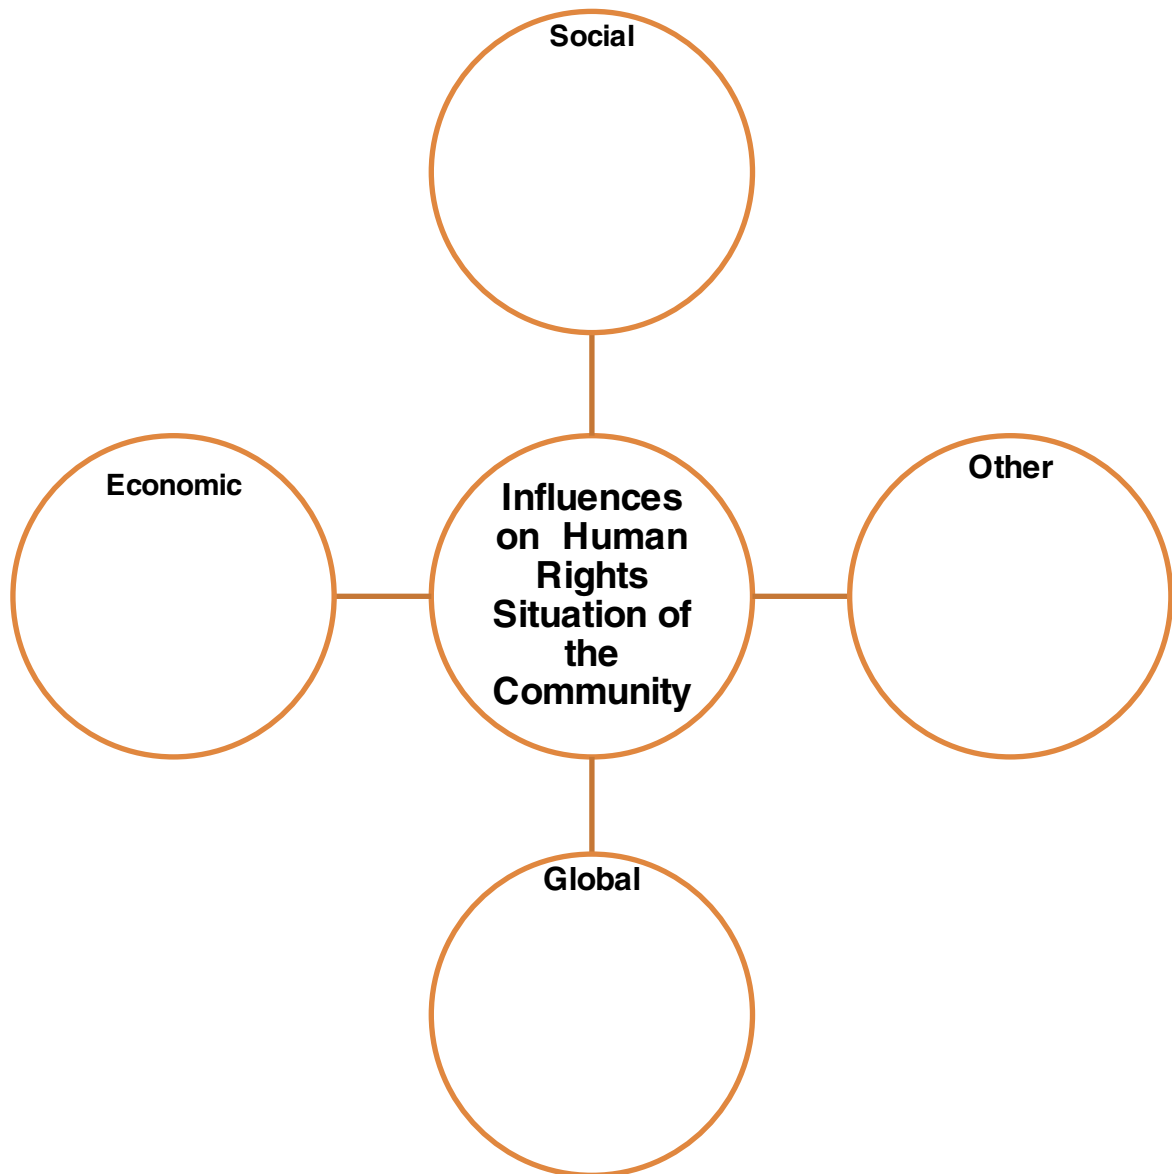 Social
Economic
Influences
on Human
Rights
Situation of
the
Community
Other
Global